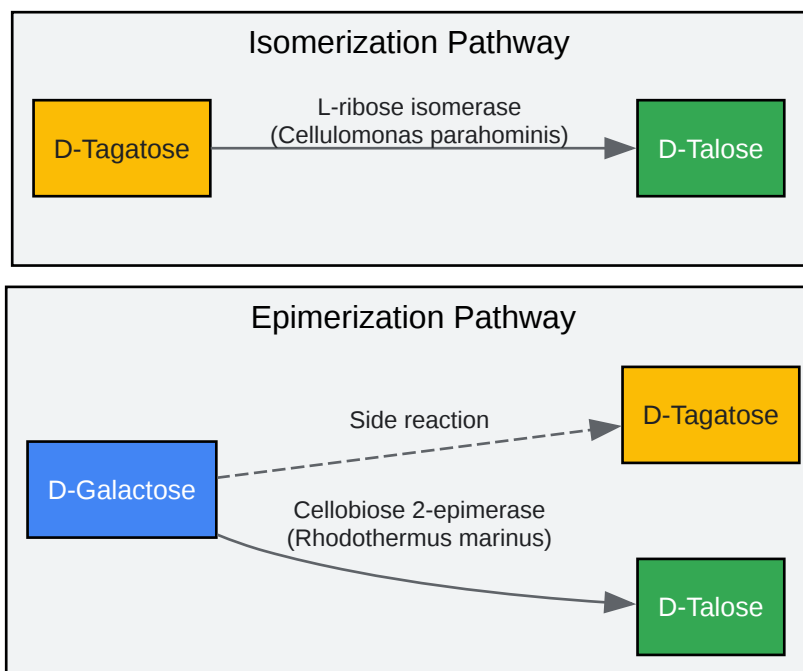 Isomerization Pathway
L-ribose isomerase
(Cellulomonas parahominis)
D-Tagatose
D-Talose
Epimerization Pathway
D-Tagatose
Side reaction
D-Galactose
Cellobiose 2-epimerase
(Rhodothermus marinus)
D-Talose